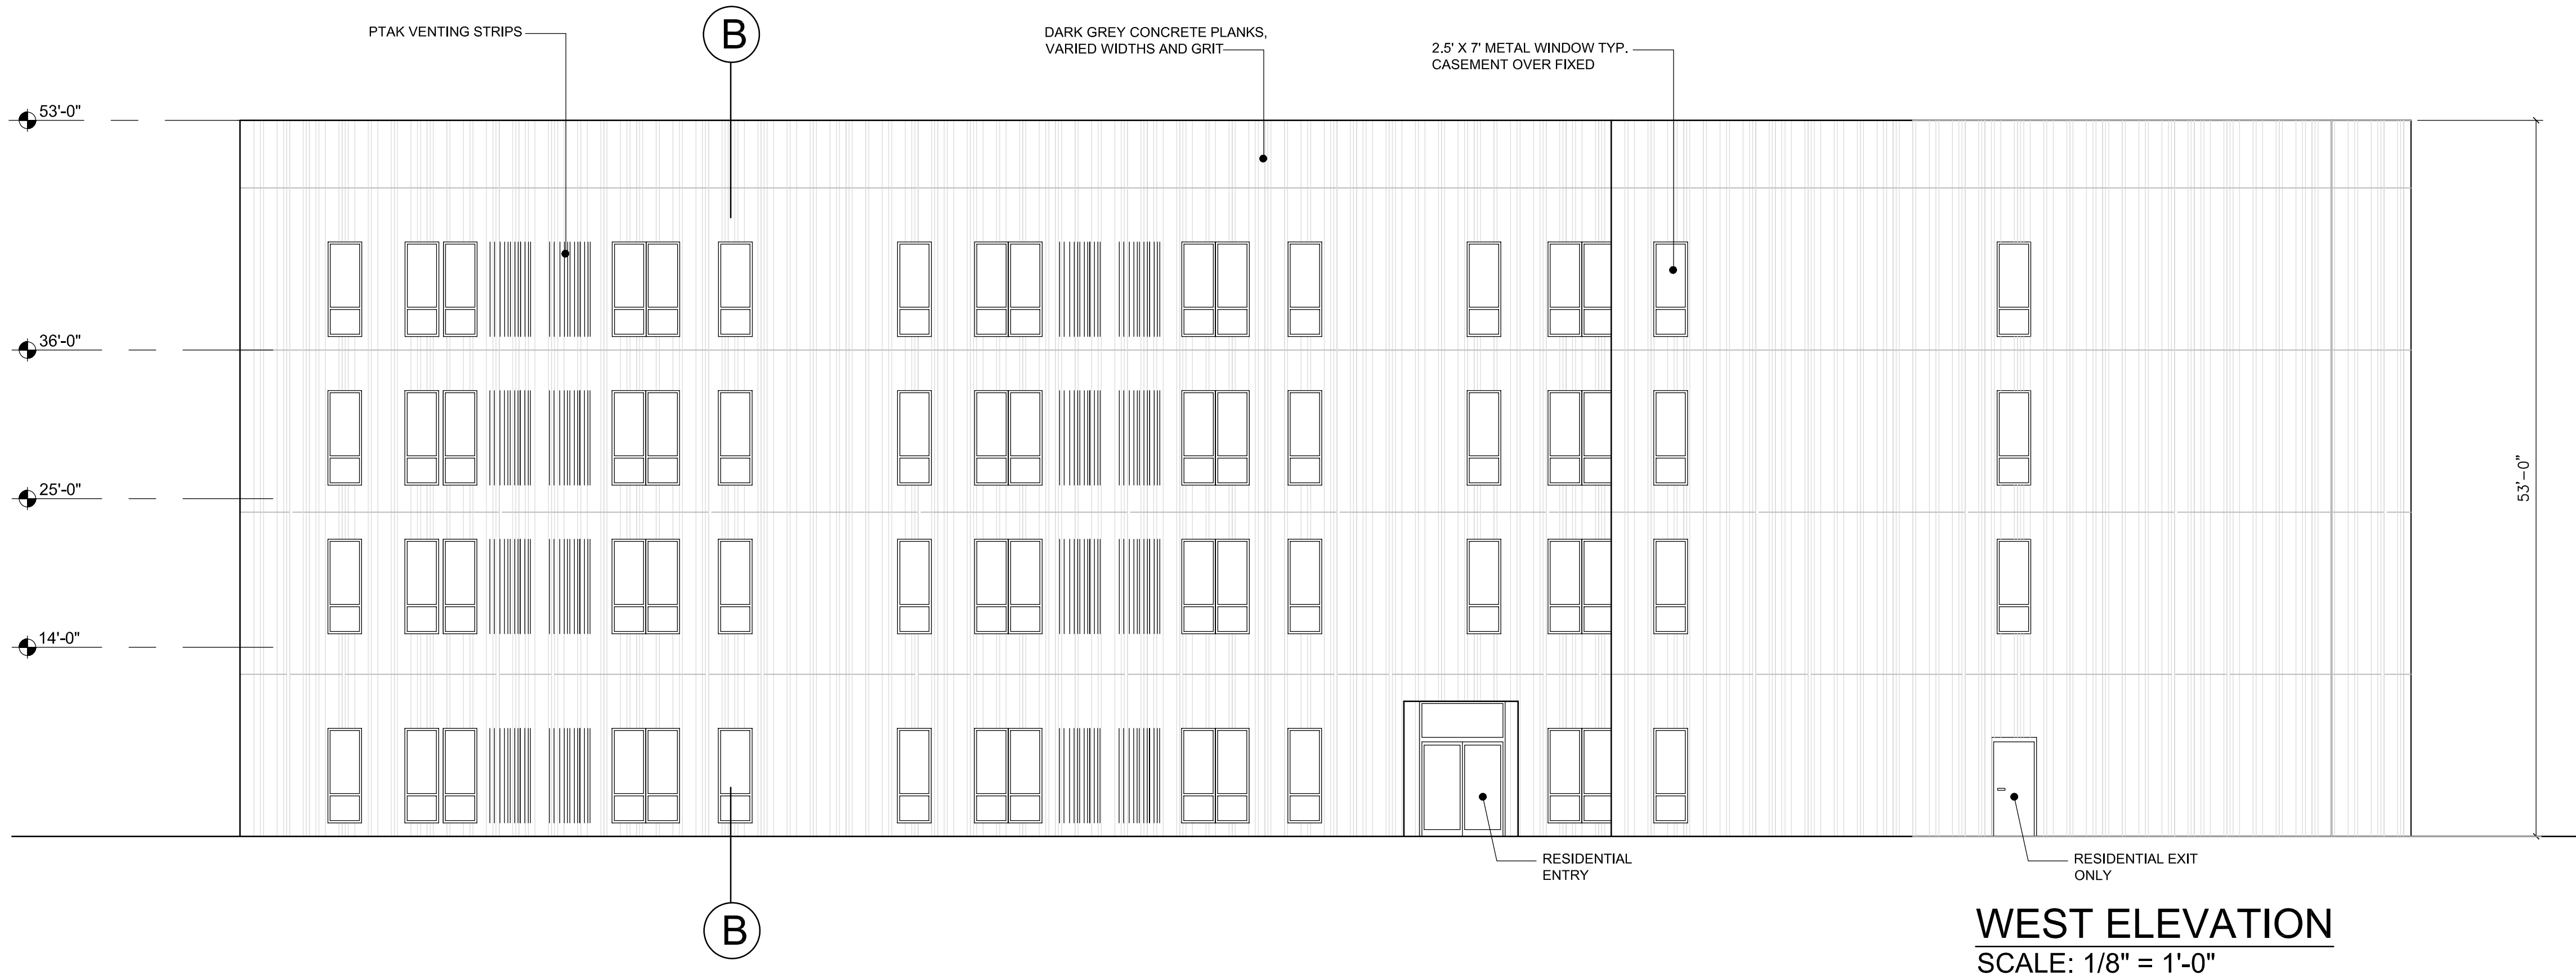 PTAK VENTING STRIPS
B
DARK GREY CONCRETE PLANKS,
VARIED WIDTHS AND GRIT
2.5' X 7' METAL WINDOW TYP.
CASEMENT OVER FIXED
53'-0"
36'-0"
25'-0"
14'-0"
53'-0"
RESIDENTIAL
ENTRY
RESIDENTIAL EXIT
ONLY
B
WEST ELEVATION
SCALE: 1/8" = 1'-0"